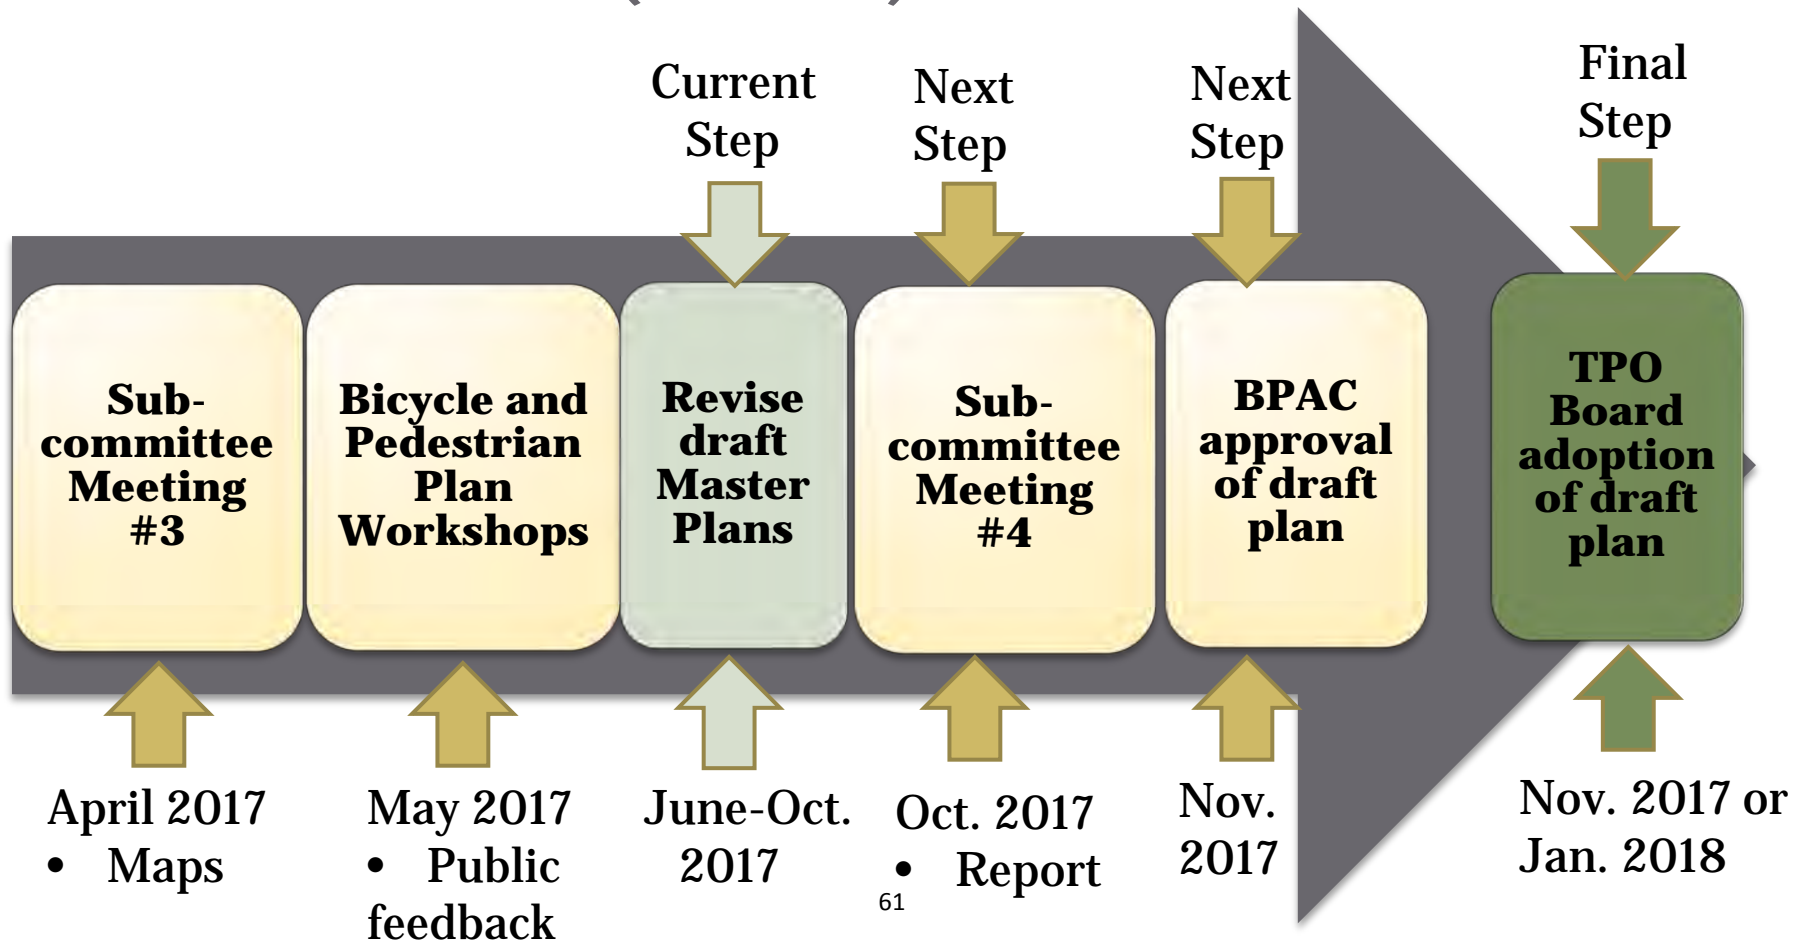 Current
Step
Next
Step
Next
Step
Final
Step
Sub-
committee
Meeting
#3
Bicycle and
Pedestrian
Plan
Workshops
Revise
draft
Master
Plans
Sub-
committee
Meeting
#4
BPAC
approval
of draft
plan
TPO
Board
adoption
of draft
plan
April 2017
• Maps
May 2017
• Public
feedback
June-Oct.
2017
Oct. 2017
• Report
Nov.
2017
Nov. 2017 or
Jan. 2018
61